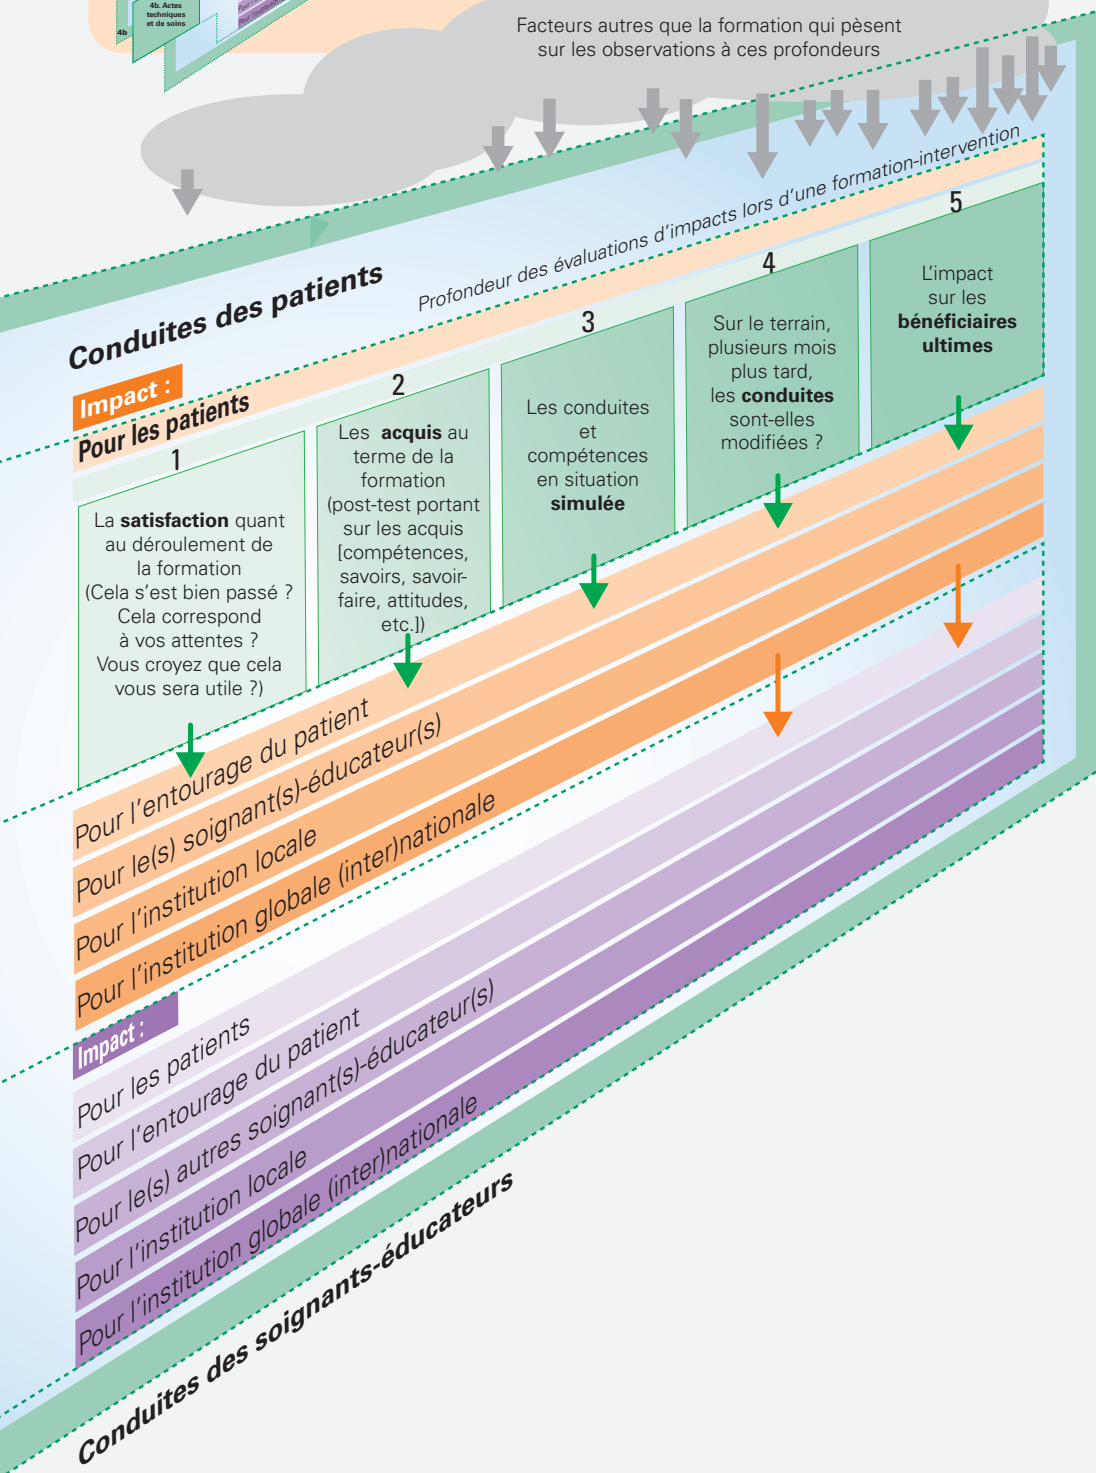 4b. Actes
techniques
et de soins
4b
Facteurs autres que la formation qui pèsent
sur les observations à ces profondeurs
Profondeur des évaluations d'impacts lors d'une formation-intervention
Conduites des patients
Impact :
Pour les patients
1
La satisfaction quant
au déroulement de
la formation
(Cela s'est bien passé ?
Cela correspond
à vos attentes ?
Vous croyez que cela
vous sera utile ?)
2
Les acquis au
terme de la
formation
(post-test portant
sur les acquis
[compétences,
savoirs, savoir-
faire, attitudes,
etc.])
3
Les conduites
et
compétences
en situation
simulée
4
Sur le terrain,
plusieurs mois
plus tard,
les conduites
sont-elles
modifiées ?
5
L'impact
sur les
bénéficiaires
ultimes
Pour l'entourage du patient
Pour le(s) soignant(s)-éducateur(s)
Pour l'institution locale
Pour l'institution globale (inter)nationale
Impact :
Pour les patients
Pour l'entourage du patient
Pour le(s) autres soignant(s)-éducateur(s)
Pour l'institution locale
Pour l'institution globale (inter)nationale
Conduites des soignants-éducateurs